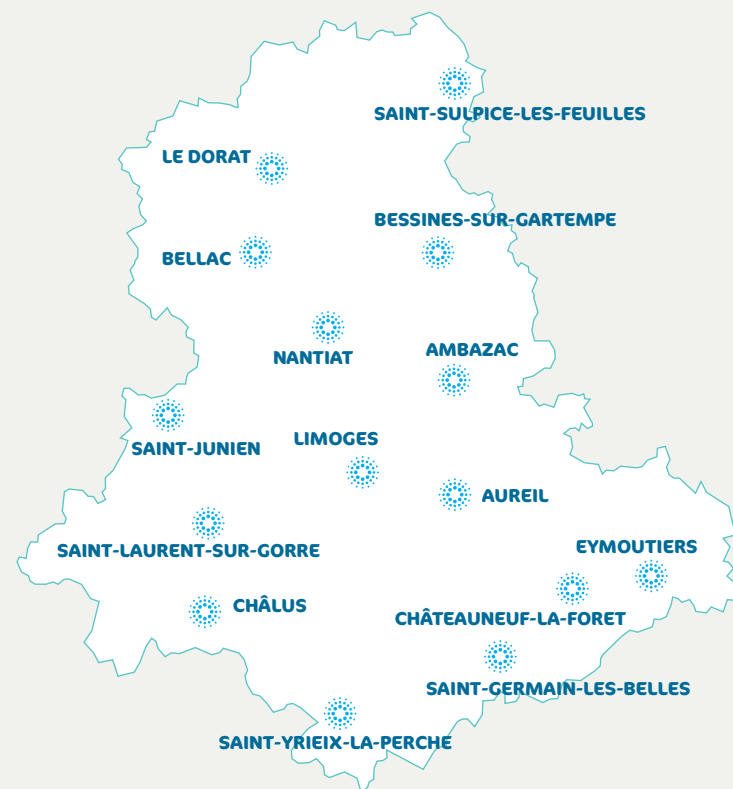 SAINT-SULPICE-LES-FEUILLES
LE DORAT
BESSINES-SUR-GARTEMPE
BELLAC
NANTIAT
AMBAZAC
LIMOGES
SAINT-JUNIEN
AUREIL
EYMOUTIERS
SAINT-LAURENT-SUR-GORRE
CHÂLUS
CHÂTEAUNEUF-LA-FORET
SAINT-GERMAIN-LES-BELLES
SAINT-YRIEIX-LA-PERCHE